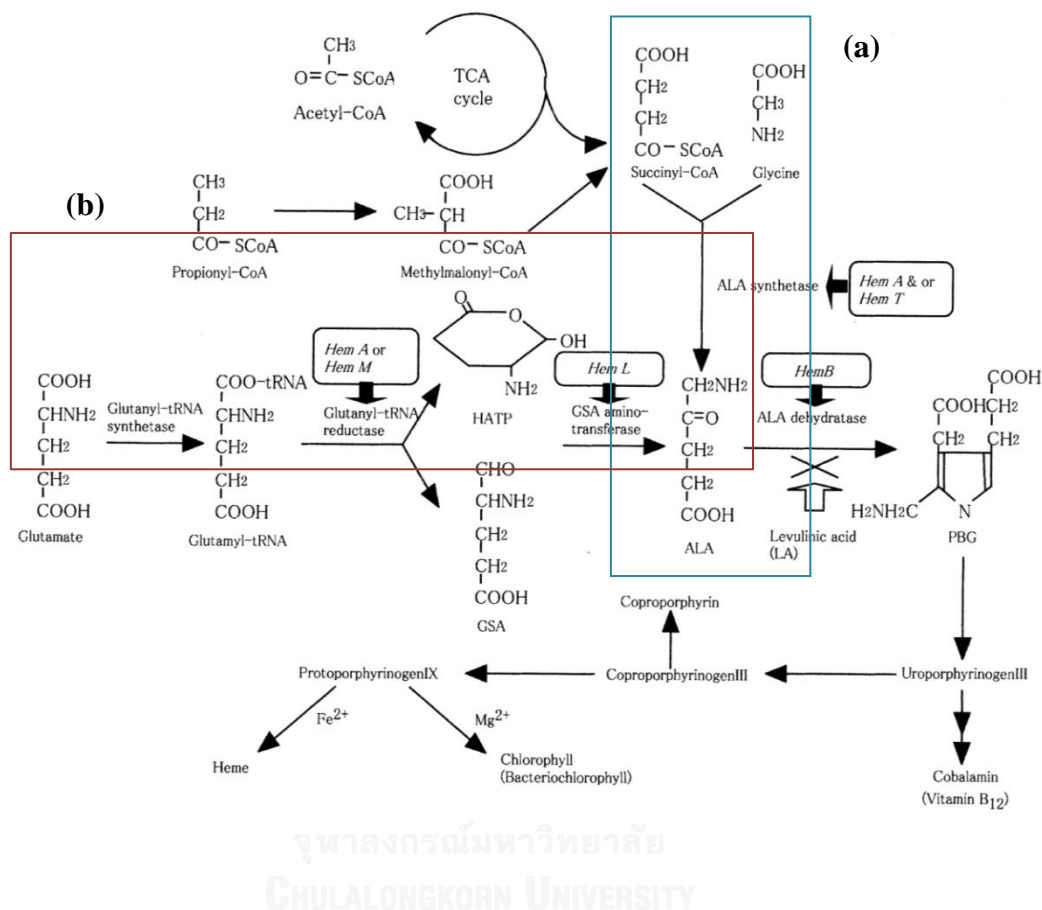 (a)
CH3
O=C-SCoA
Acetyl-CoA
TCA
cycle
COOH
CH2
CH2
CO-SCoA
Succinyl-CoA
COOH
CH3
NH2
Glycine
(b)
CH3
CH2
CO-SCoA
Propionyl-CoA
COOH
CH3-CH
CO-SCoA
Methylmalonyl-CoA
ALA synthetase
Hem A & or
Hem T
COOH
CHNH2
CH2
CH2
COOH
Glutamate
Glutanyl-tRNA
synthetase
COO-tRNA
CHNH2
CH2
CH2
COOH
Glutamyl-tRNA
Hem A or
Hem M
Glutanyl-tRNA
reductase
O
O
OH
NH2
HATP
CHO
CHNH2
CH2
CH2
COOH
GSA
Hem L
GSA amino-
transferase
CH2NH2
C=O
CH2
CH2
COOH
ALA
HemB
ALA dehydratase
Levulinic acid
(LA)
COOH
COOHCH2
CH2 CH2
H2NH2C
N
PBG
Coproporphyrin
ProtoporphyrinogenIX
CoproporphyrinogenIII
UroporphyrinogenIII
Fe2+
Mg2+
Heme
Chlorophyll
(Bacteriochlorophyll)
Cobalamin
(Vitamin B12)
จุฬาลงกรณ์มหาวิทยาลัย
CHULALONGKORN UNIVERSITY